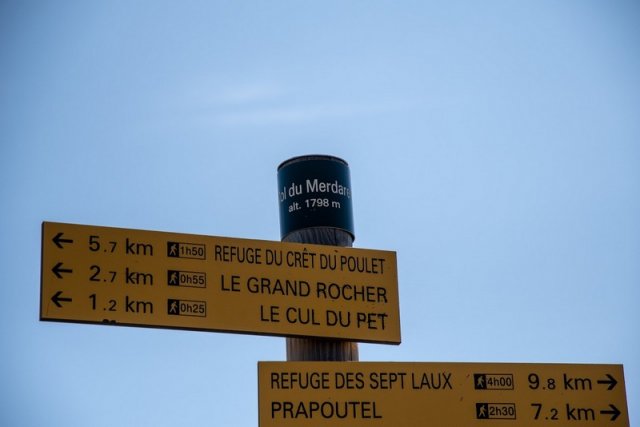 ol du Merdare
alt. 1798 m
← 5.7 km 1h50 REFUGE DU CRÊT DU POULET
← 2.7 km 0h55 LE GRAND ROCHER
← 1.2 km 0h25 LE CUL DU PET
REFUGE DES SEPT LAUX 4h00 9.8 km →
PRAPOUTEL 2h30 7.2 km →